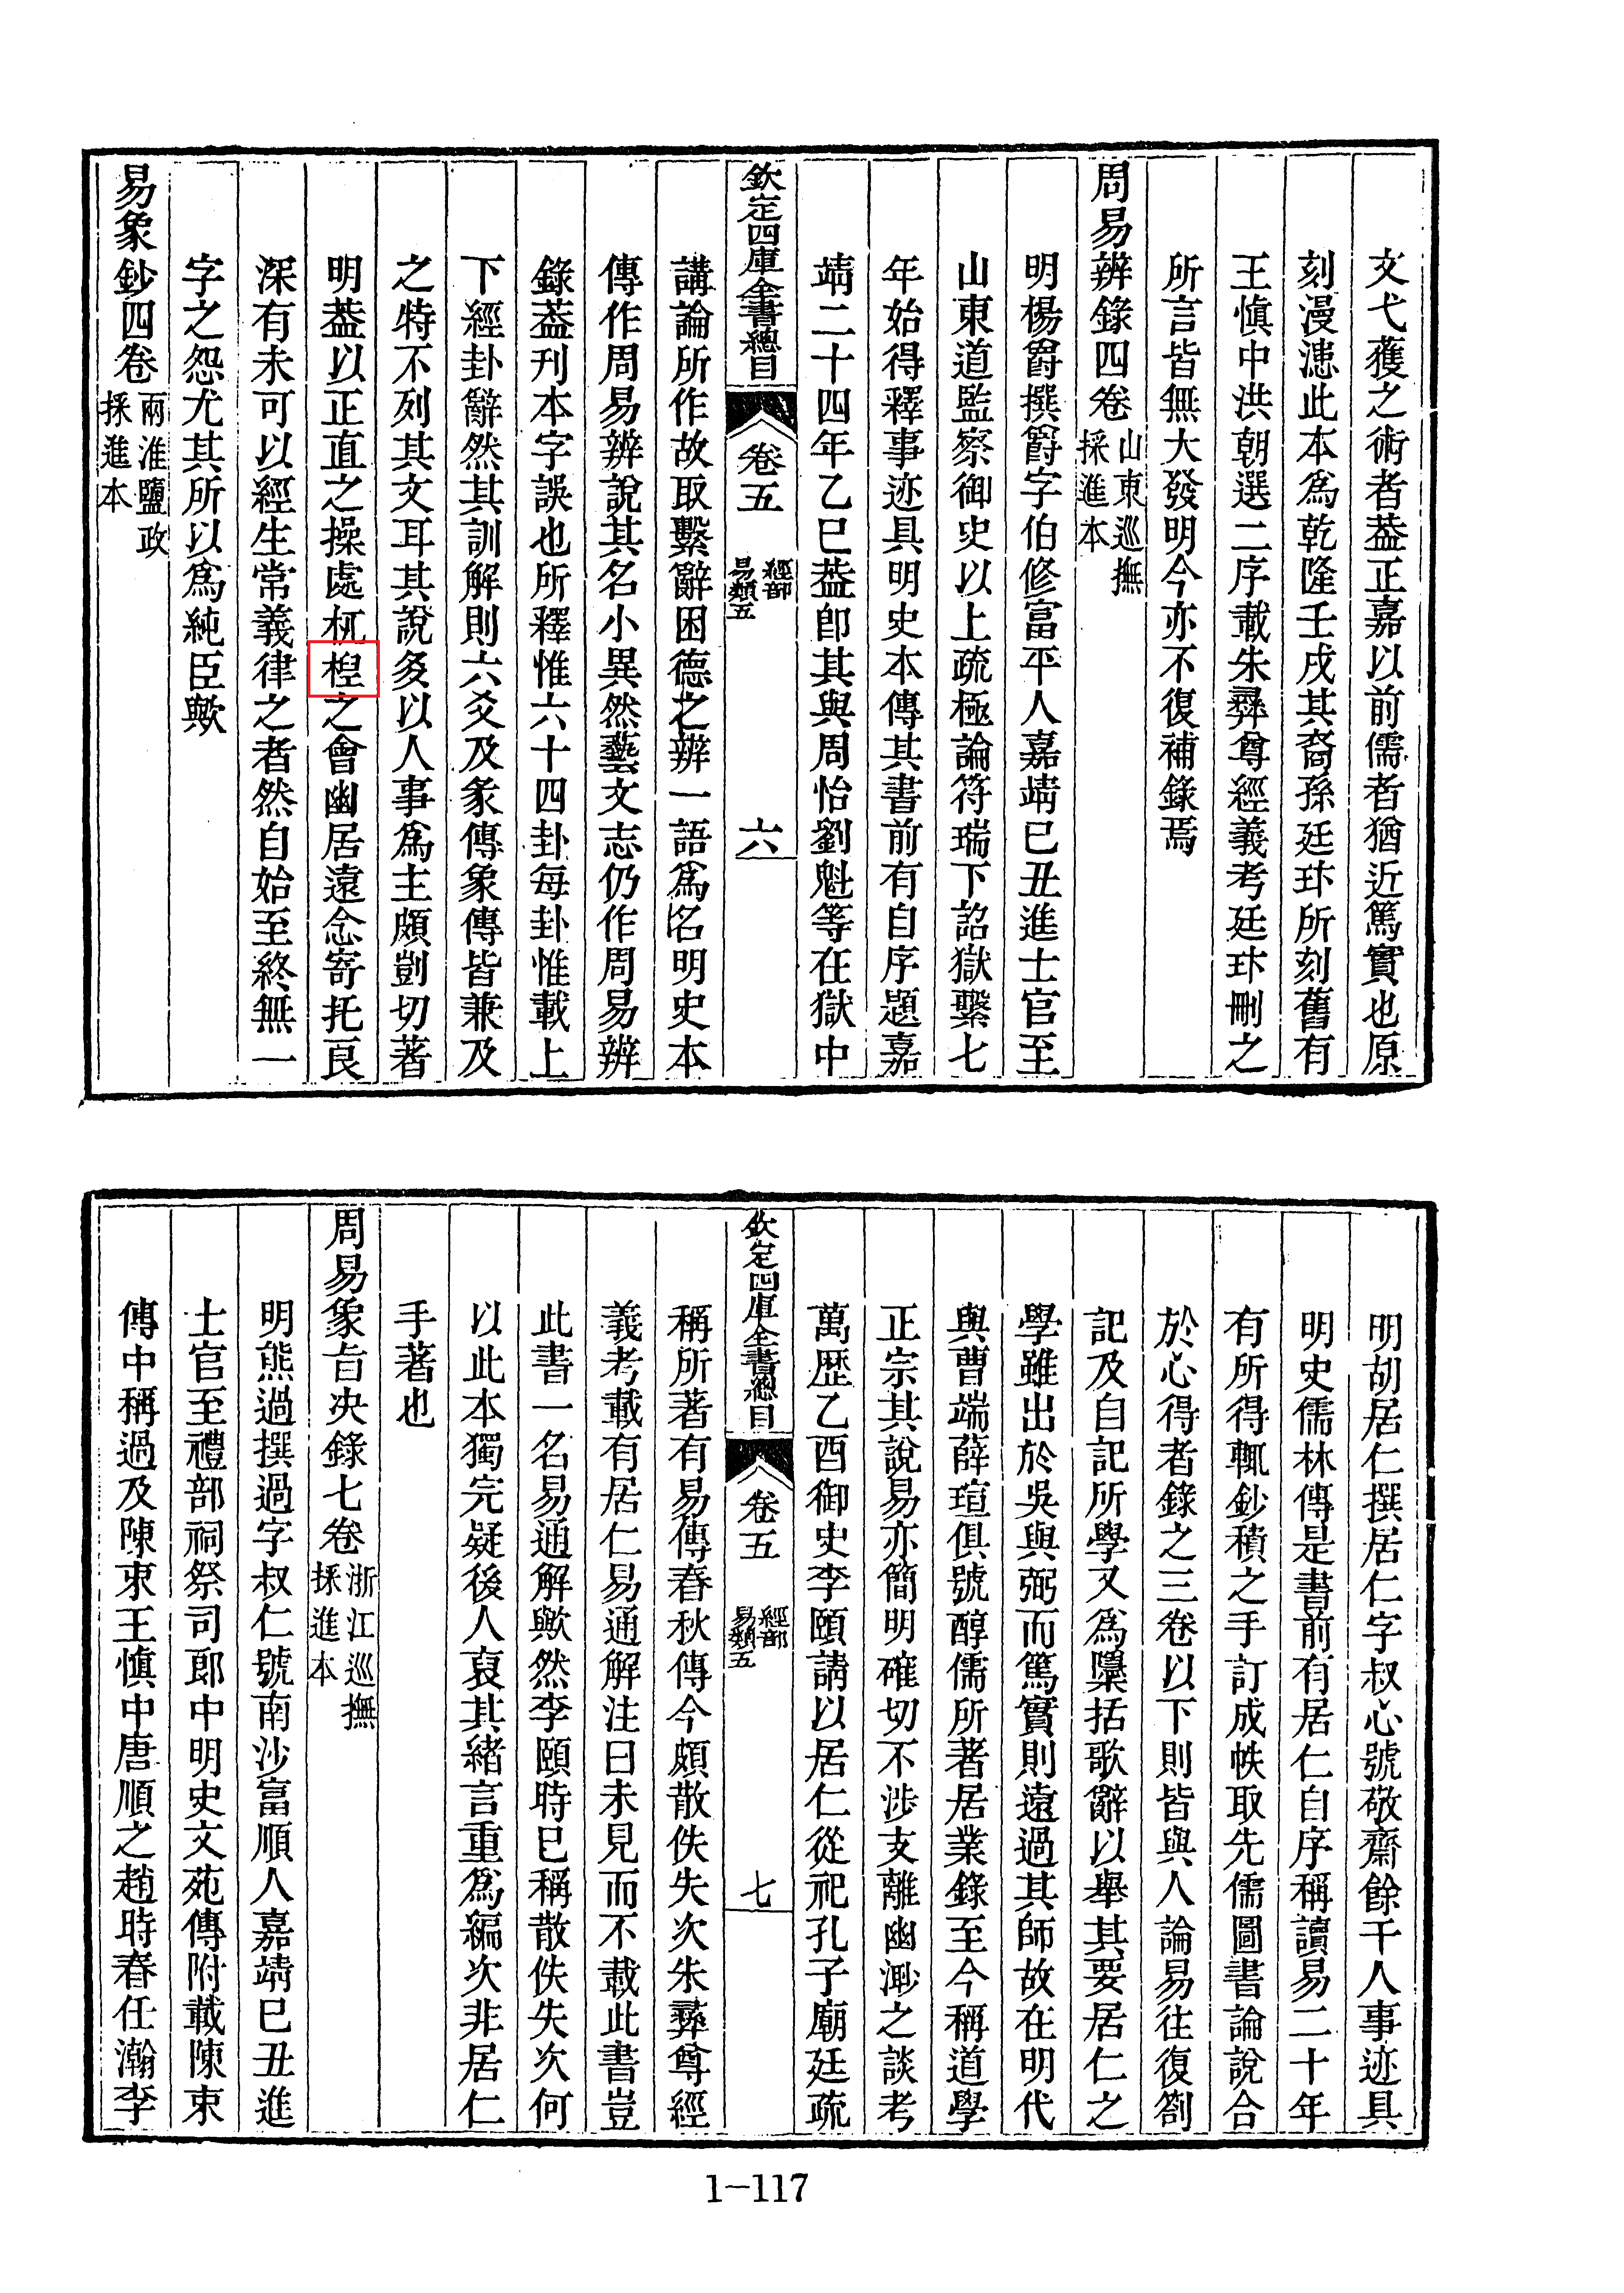 文弋獲之術者葢正嘉以前儒者猶近篤實也原
刻漫漶此本爲乾隆壬戌其裔孫廷玤所刻舊有
王愼中洪朝選二序載朱彝尊經義考廷玤刪之
所言皆無大發明今亦不復補錄焉
周易辨錄四卷山東巡撫採進本
明楊爵撰爵字伯修富平人嘉靖已丑進士官至
山東道監察御史以上疏極論符瑞下詔獄繫七
年始得釋事迹具明史本傳其書前有自序題嘉
靖二十四年乙巳葢卽其與周怡劉魁等在獄中
欽定四庫全書總目 卷五 經部易類五 六
講論所作故取繫辭困德之辨一語爲名明史本
傳作周易辨說其名小異然藝文志仍作周易辨
錄葢刊本字誤也所釋惟六十四卦每卦惟載上
下經卦辭然其訓解則六爻及彖傳象傳皆兼及
之特不列其文耳其說多以人事爲主頗剴切著
明葢以正直之操處杌棿之會幽居遠念寄托良
深有未可以經生常義律之者然自始至終無一
字之怨尤其所以爲純臣歟
易象鈔四卷兩淮鹽政採進本
明胡居仁撰居仁字叔心號敬齋餘干人事迹具
明史儒林傳是書前有居仁自序稱讀易二十年
有所得輒鈔積之手訂成帙取先儒圖書論說合
於心得者錄之三卷以下則皆與人論易往復劄
記及自記所學又爲櫽括歌辭以舉其要居仁之
學雖出於吳與弼而篤實則遠過其師故在明代
與曹端薛瑄俱號醇儒所著居業錄至今稱道學
正宗其說易亦簡明確切不涉支離幽渺之談考
萬歷乙酉御史李頤請以居仁從祀孔子廟廷疏
欽定四庫全書總目 卷五 經部易類五 七
稱所著有易傳春秋傳今頗散佚失次朱彝尊經
義考載有居仁易通解注曰未見而不載此書豈
此書一名易通解歟然李頤時已稱散佚失次何
以此本獨完疑後人裒其緒言重爲編次非居仁
手著也
周易象旨決錄七卷浙江巡撫採進本
明熊過撰過字叔仁號南沙富順人嘉靖已丑進
士官至禮部祠祭司郎中明史文苑傳附載陳束
傳中稱過及陳束王愼中唐順之趙時春任瀚李
1-117